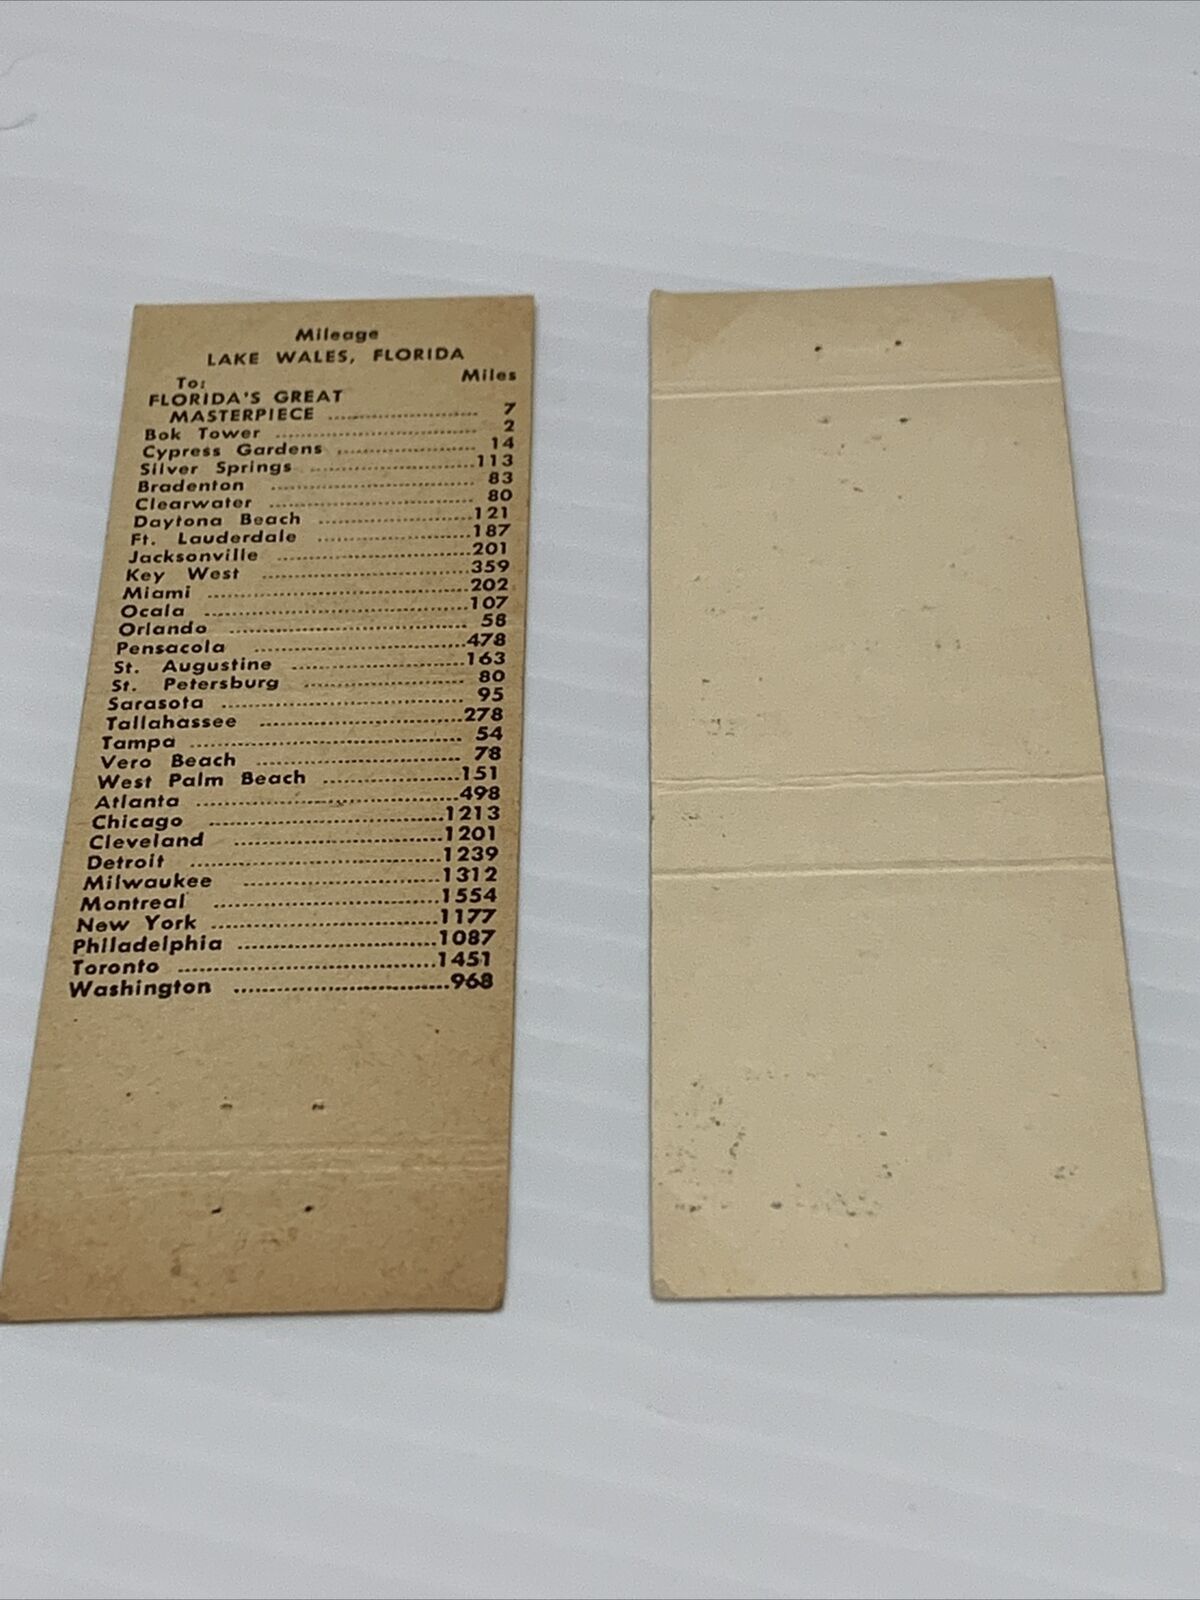 Mileage
LAKE WALES, FLORIDA
To: Miles
FLORIDA'S GREAT
MASTERPIECE ........................ 7
Bok Tower ........................ 2
Cypress Gardens ........................ 14
Silver Springs ........................113
Bradenton ........................ 83
Clearwater ........................ 80
Daytona Beach ........................121
Ft. Lauderdale ........................187
Jacksonville ........................201
Key West ........................359
Miami ........................202
Ocala ........................107
Orlando ........................ 58
Pensacola ........................478
St. Augustine ........................163
St. Petersburg ........................ 80
Sarasota ........................ 95
Tallahassee ........................278
Tampa ........................ 54
Vero Beach ........................ 78
West Palm Beach ........................151
Atlanta ........................498
Chicago ........................1213
Cleveland ........................1201
Detroit ........................1239
Milwaukee ........................1312
Montreal ........................1554
New York ........................1177
Philadelphia ........................1087
Toronto ........................1451
Washington ........................968